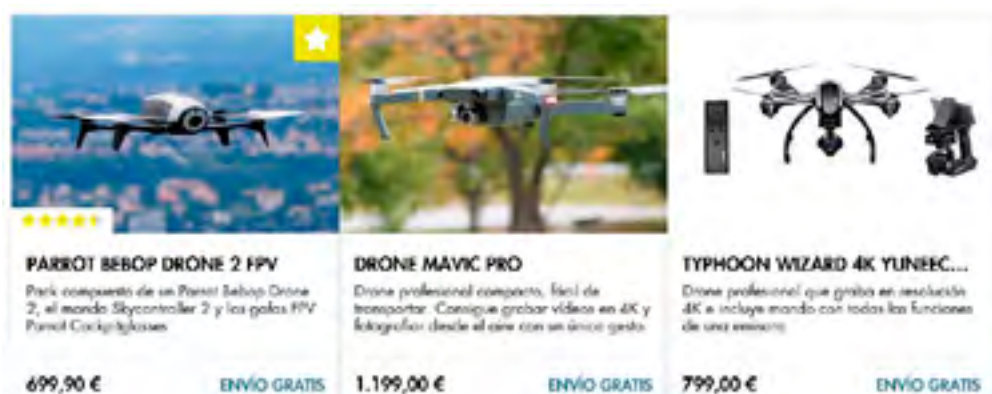 PARROT BEBOP DRONE 2 FPV
Pack compuesto de un Parrot Bebop Drone
2, el mando Skycontroller 2 y las gafas FPV
Parrot Cockpitglasses
699,90 €
ENVÍO GRATIS
DRONE MAVIC PRO
Drone profesional compacto, fácil de
transportar. Consigue grabar vídeos en 4K y
fotografiar desde el aire con un único gesto
1.199,00 €
ENVÍO GRATIS
TYPHOON WIZARD 4K YUNEEC...
Drone profesional que graba en resolución
4K e incluye mando con todas las funciones
de una emisora
799,00 €
ENVÍO GRATIS